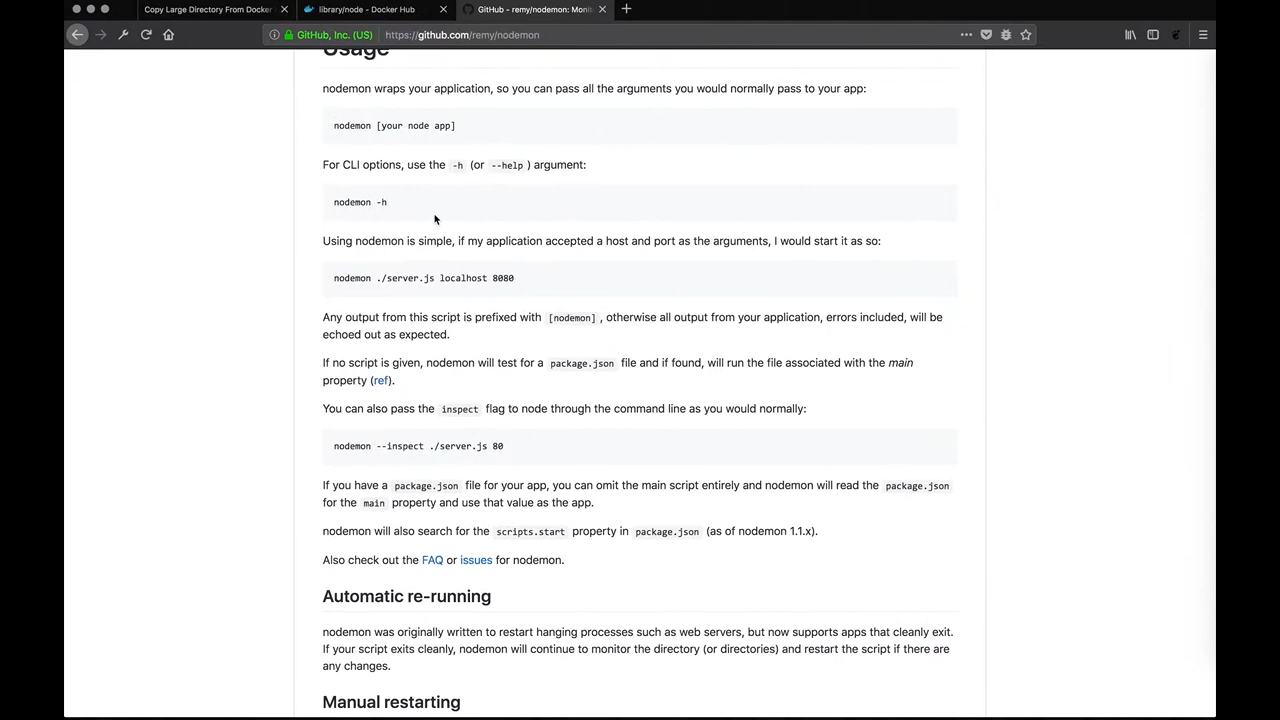 Copy Large Directory From Docker
library/node - Docker Hub
GitHub - remy/nodemon: Monit
GitHub, Inc. (US)
https://github.com/remy/nodemon
Usage
nodemon wraps your application, so you can pass all the arguments you would normally pass to your app:
nodemon [your node app]
For CLI options, use the -h (or --help ) argument:
nodemon -h
Using nodemon is simple, if my application accepted a host and port as the arguments, I would start it as so:
nodemon ./server.js localhost 8080
Any output from this script is prefixed with [nodemon] , otherwise all output from your application, errors included, will be
echoed out as expected.
If no script is given, nodemon will test for a package.json file and if found, will run the file associated with the main
property (ref).
You can also pass the inspect flag to node through the command line as you would normally:
nodemon --inspect ./server.js 80
If you have a package.json file for your app, you can omit the main script entirely and nodemon will read the package.json
for the main property and use that value as the app.
nodemon will also search for the scripts.start property in package.json (as of nodemon 1.1.x).
Also check out the FAQ or issues for nodemon.
Automatic re-running
nodemon was originally written to restart hanging processes such as web servers, but now supports apps that cleanly exit.
If your script exits cleanly, nodemon will continue to monitor the directory (or directories) and restart the script if there are
any changes.
Manual restarting